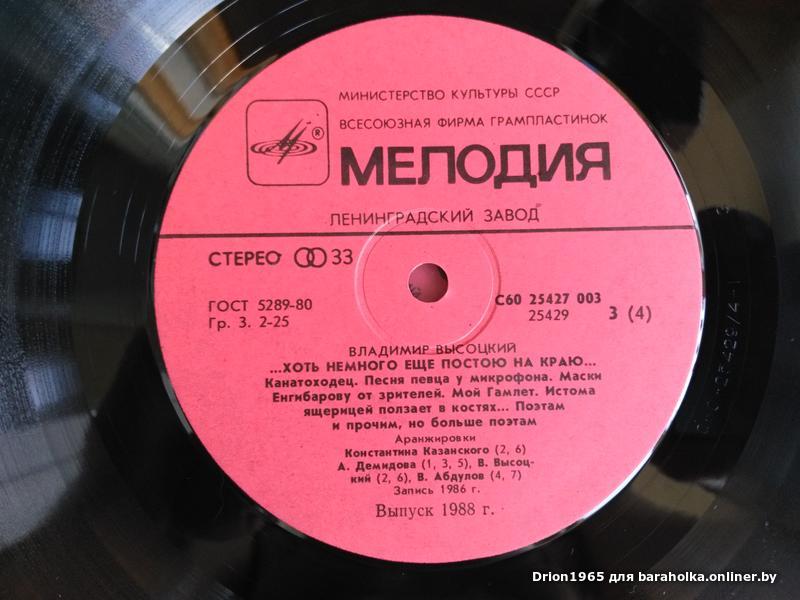 МИНИСТЕРСТВО КУЛЬТУРЫ СССР
ВСЕСОЮЗНАЯ ФИРМА ГРАМПЛАСТИНОК
®
МЕЛОДИЯ
ЛЕНИНГРАДСКИЙ ЗАВОД
СТЕРЕО 33
ГОСТ 5289-80
Гр. 3. 2-25
С60 25427 003
25429 3 (4)
ВЛАДИМИР ВЫСОЦКИЙ
...ХОТЬ НЕМНОГО ЕЩЕ ПОСТОЮ НА КРАЮ...
Канатоходец. Песня певца у микрофона. Маски
Енгибарову от зрителей. Мой Гамлет. Истома
ящерицей ползает в костях... Поэтам
и прочим, но больше поэтам
Аранжировки
Константина Казанского (2, 6)
А. Демидова (1, 3, 5), В. Высоц-
кий (2, 6), В. Абдулов (4, 7)
Запись 1986 г.
Выпуск 1988 г.
Drion1965 для baraholka.onliner.by